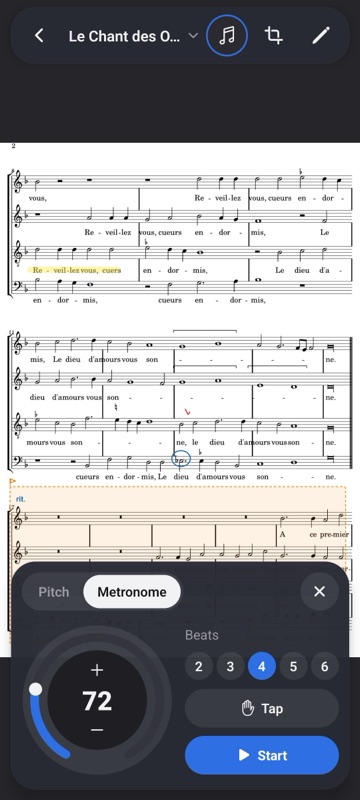 Le Chant des O...
2
8
vous, Re - veil - lez vous, cueurs en - dor -
Re - veil - lez vous, cueurs en - dor - mis, Le
Re - veil - lez vous, cuers en - dor - mis, Le dieu d'a -
en - dor - mis, cueurs en - dor - mis,
mis, Le dieu d'amours vous son - - - - ne.
dieu d'amours vous son - - - - ne.
mours vous son - - ne, le dieu d'amours vous son - ne.
cueurs en - dor - mis, Le dieu d'amours vous son - ne.
rit.
A ce premier
Pitch
Metronome
Beats
+
72
−
2 3 4 5 6
Tap
Start